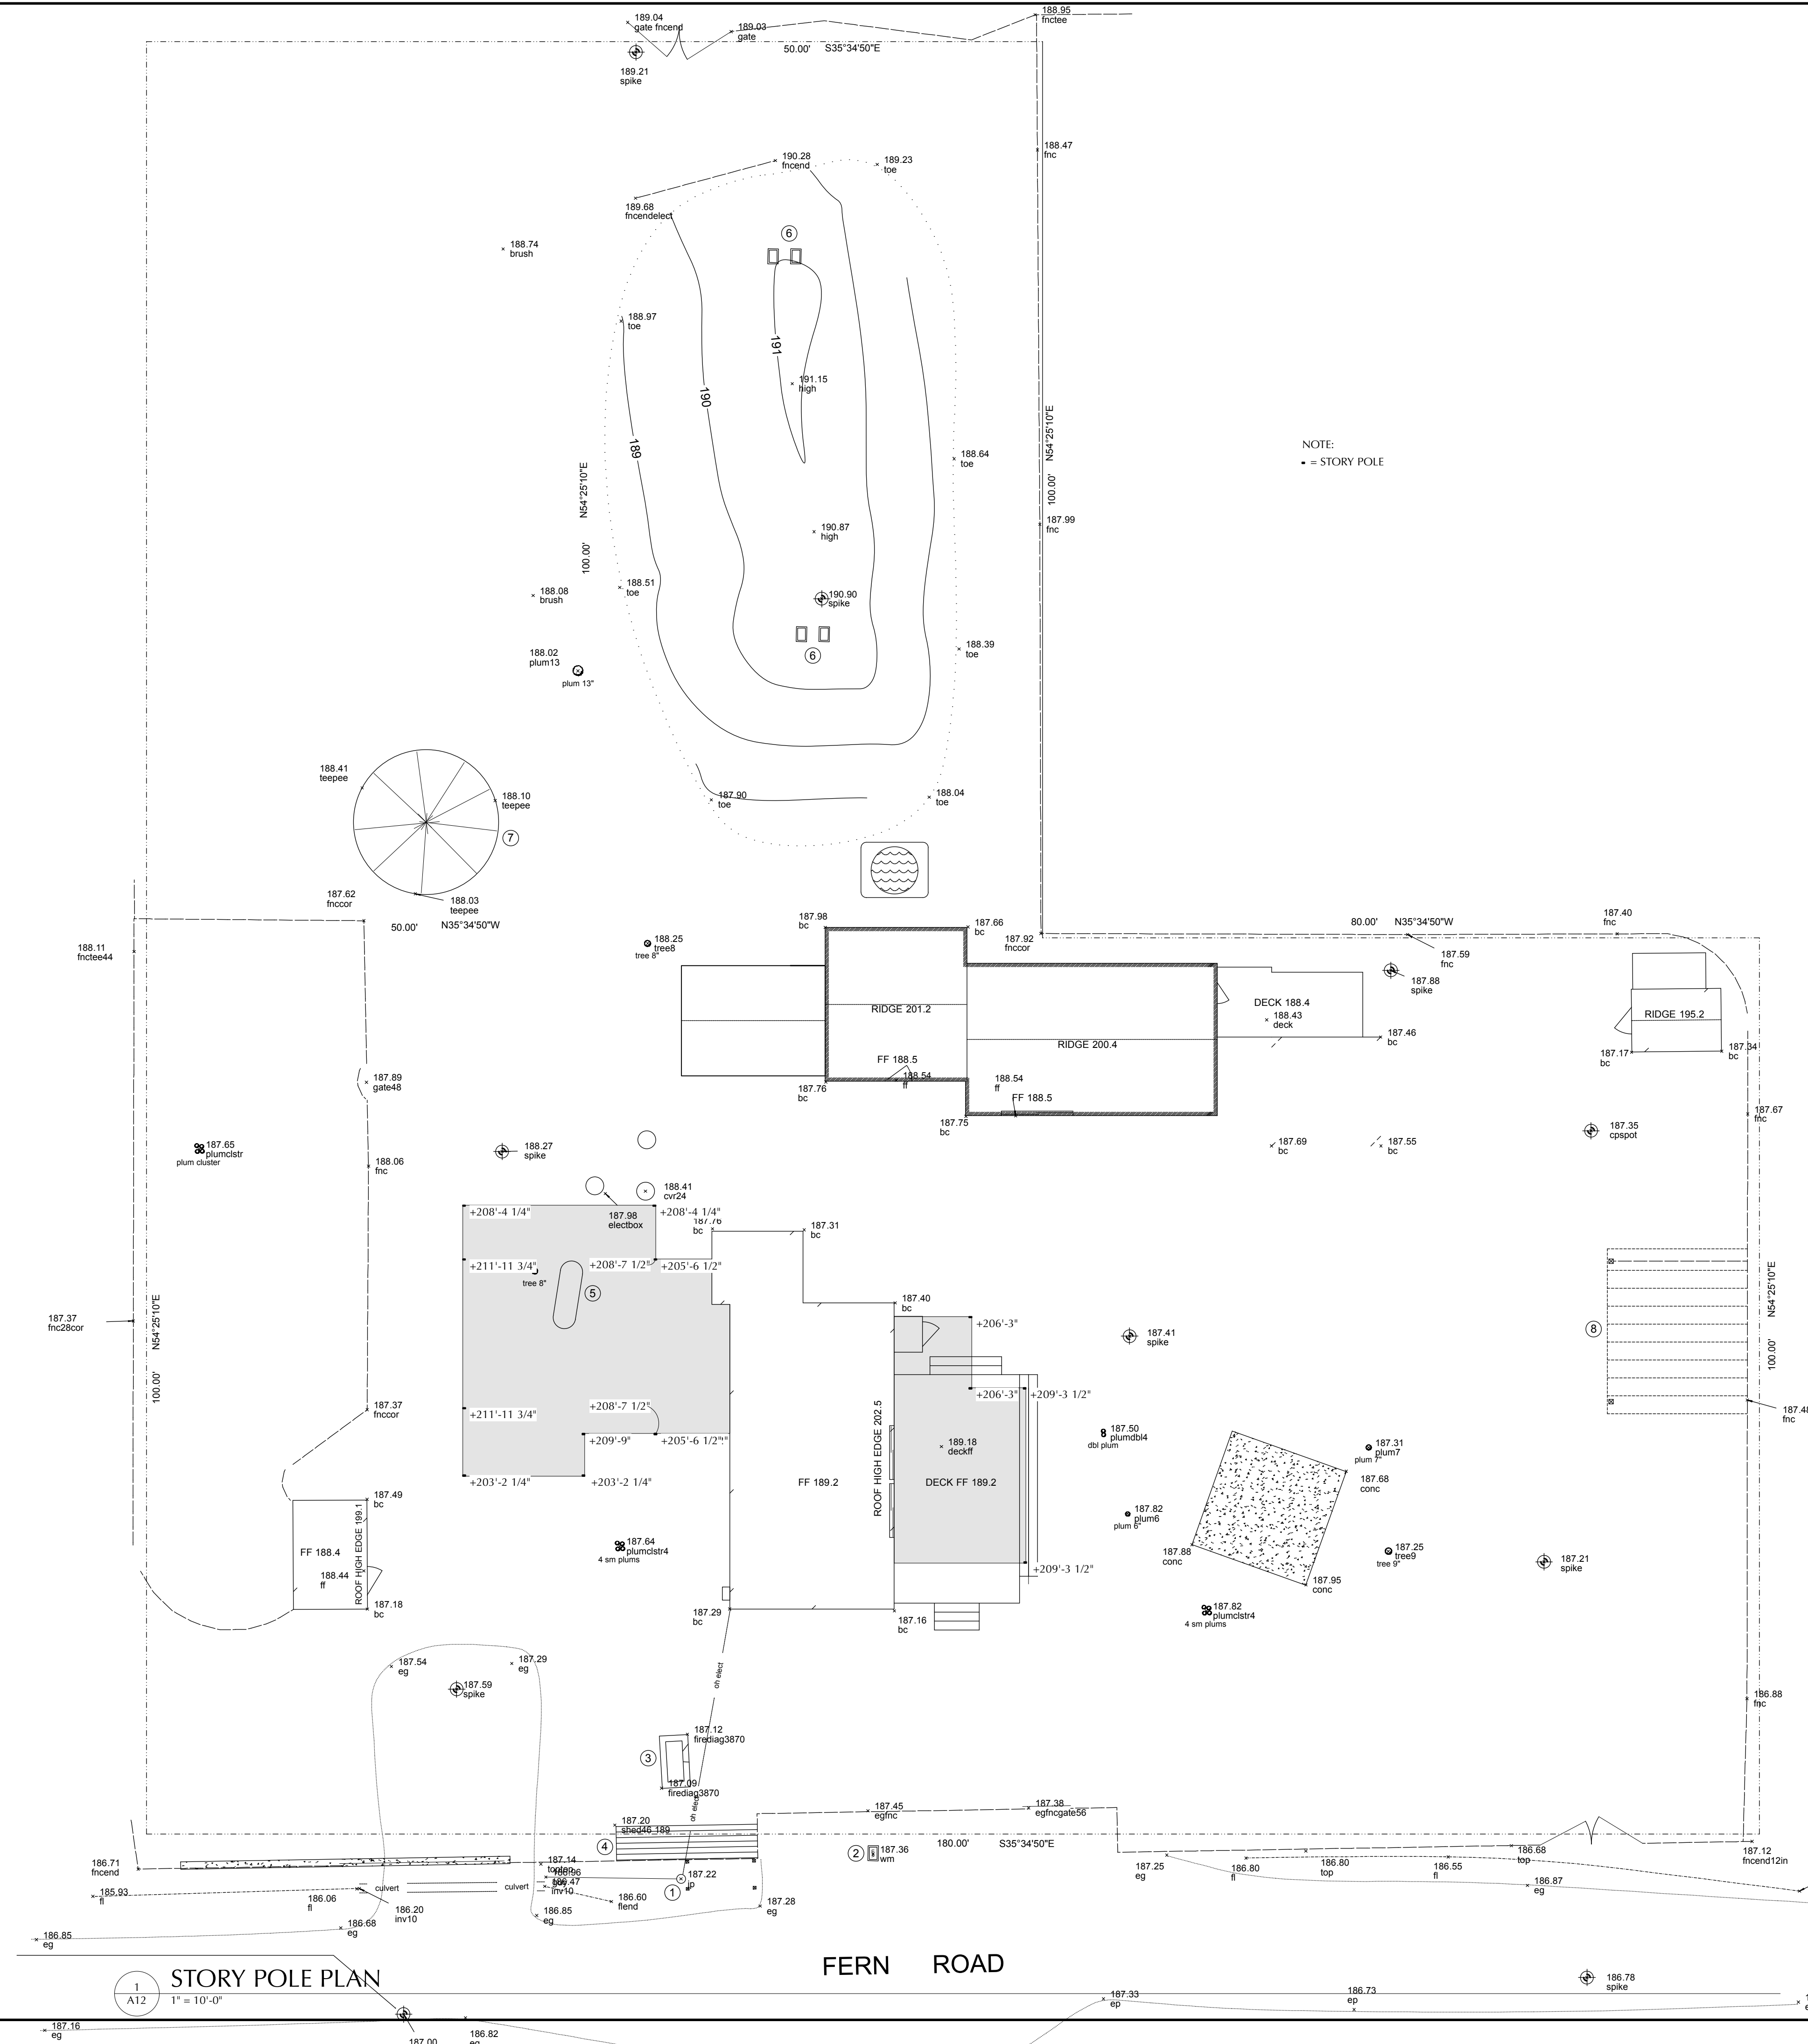 188.95
fnctee
189.04
gate fncend
189.03
gate
50.00' S35°34'50"E
189.21
spike
188.47
fnc
190.28
fncend
189.23
toe
189.68
fncendelect
6
188.74
brush
188.97
toe
191
191.15
high
190
189
N54°25'10"E
100.00'
NOTE:
= STORY POLE
188.64
toe
N54°25'10"E
100.00'
190.87
high
187.99
fnc
188.51
toe
188.08
brush
190.90
spike
188.39
toe
6
188.02
plum13
plum 13"
188.41
teepee
188.10
teepee
187.90
toe
188.04
toe
7
187.62
fnccor
188.03
teepee
50.00' N35°34'50"W
187.98
bc
187.66
bc
187.92
fnccor
80.00' N35°34'50"W
187.40
fnc
188.11
fnctee44
188.25
tree8
tree 8"
187.59
fnc
187.88
spike
RIDGE 201.2
DECK 188.4
188.43
deck
RIDGE 195.2
RIDGE 200.4
187.46
bc
FF 188.5
188.54
ff
187.17
bc
187.34
bc
187.89
gate48
187.76
bc
188.54
ff
FF 188.5
187.75
bc
187.67
fnc
187.35
cpspot
187.65
plumclstr
plum cluster
188.27
spike
187.69
bc
187.55
bc
188.06
fnc
188.41
cvr24
+208'-4 1/4"
+208'-4 1/4"
187.98
electbox
187.76
bc
187.31
bc
+211'-11 3/4"
+208'-7 1/2"
+205'-6 1/2"
tree 8"
5
187.40
bc
+206'-3"
187.41
spike
187.37
fnc28cor
N54°25'10"E
100.00'
8
N54°25'10"E
100.00'
+206'-3"
+209'-3 1/2"
187.37
fnccor
+211'-11 3/4"
+208'-7 1/2"
187.48
fnc
+209'-9"
+205'-6 1/2"
ROOF HIGH EDGE 202.5
189.18
deckff
187.50
plumdbl4
dbl plum
187.31
plum7
plum 7"
+203'-2 1/4"
+203'-2 1/4"
FF 189.2
DECK FF 189.2
187.68
conc
187.49
bc
187.82
plum6
plum 6"
ROOF HIGH EDGE 199.1
FF 188.4
188.44
ff
187.64
plumclstr4
4 sm plums
187.88
conc
187.25
tree9
tree 9"
187.21
spike
+209'-3 1/2"
187.95
conc
187.18
bc
187.29
bc
187.16
bc
187.82
plumclstr4
4 sm plums
187.54
eg
187.29
eg
oh elect
187.59
spike
186.88
fnc
187.12
firediag3870
3
187.09
firediag3870
oh elect
187.45
egfnc
187.38
egfncgate56
187.20
shed46 189
4
2
187.36
wm
180.00' S35°34'50"E
186.71
fncend
187.14
186.68
top
187.12
fncend12in
187.25
eg
186.80
fl
186.80
top
186.55
fl
186.87
eg
culvert
culvert
186.47
inv10
187.22
jp
1
185.93
fl
186.06
fl
186.20
inv10
186.60
flend
187.28
eg
186.85
eg
186.68
eg
186.85
eg
FERN ROAD
1
A12
STORY POLE PLAN
1" = 10'-0"
186.78
spike
187.33
ep
186.73
ep
187.16
eg
186.82
eg
187.00